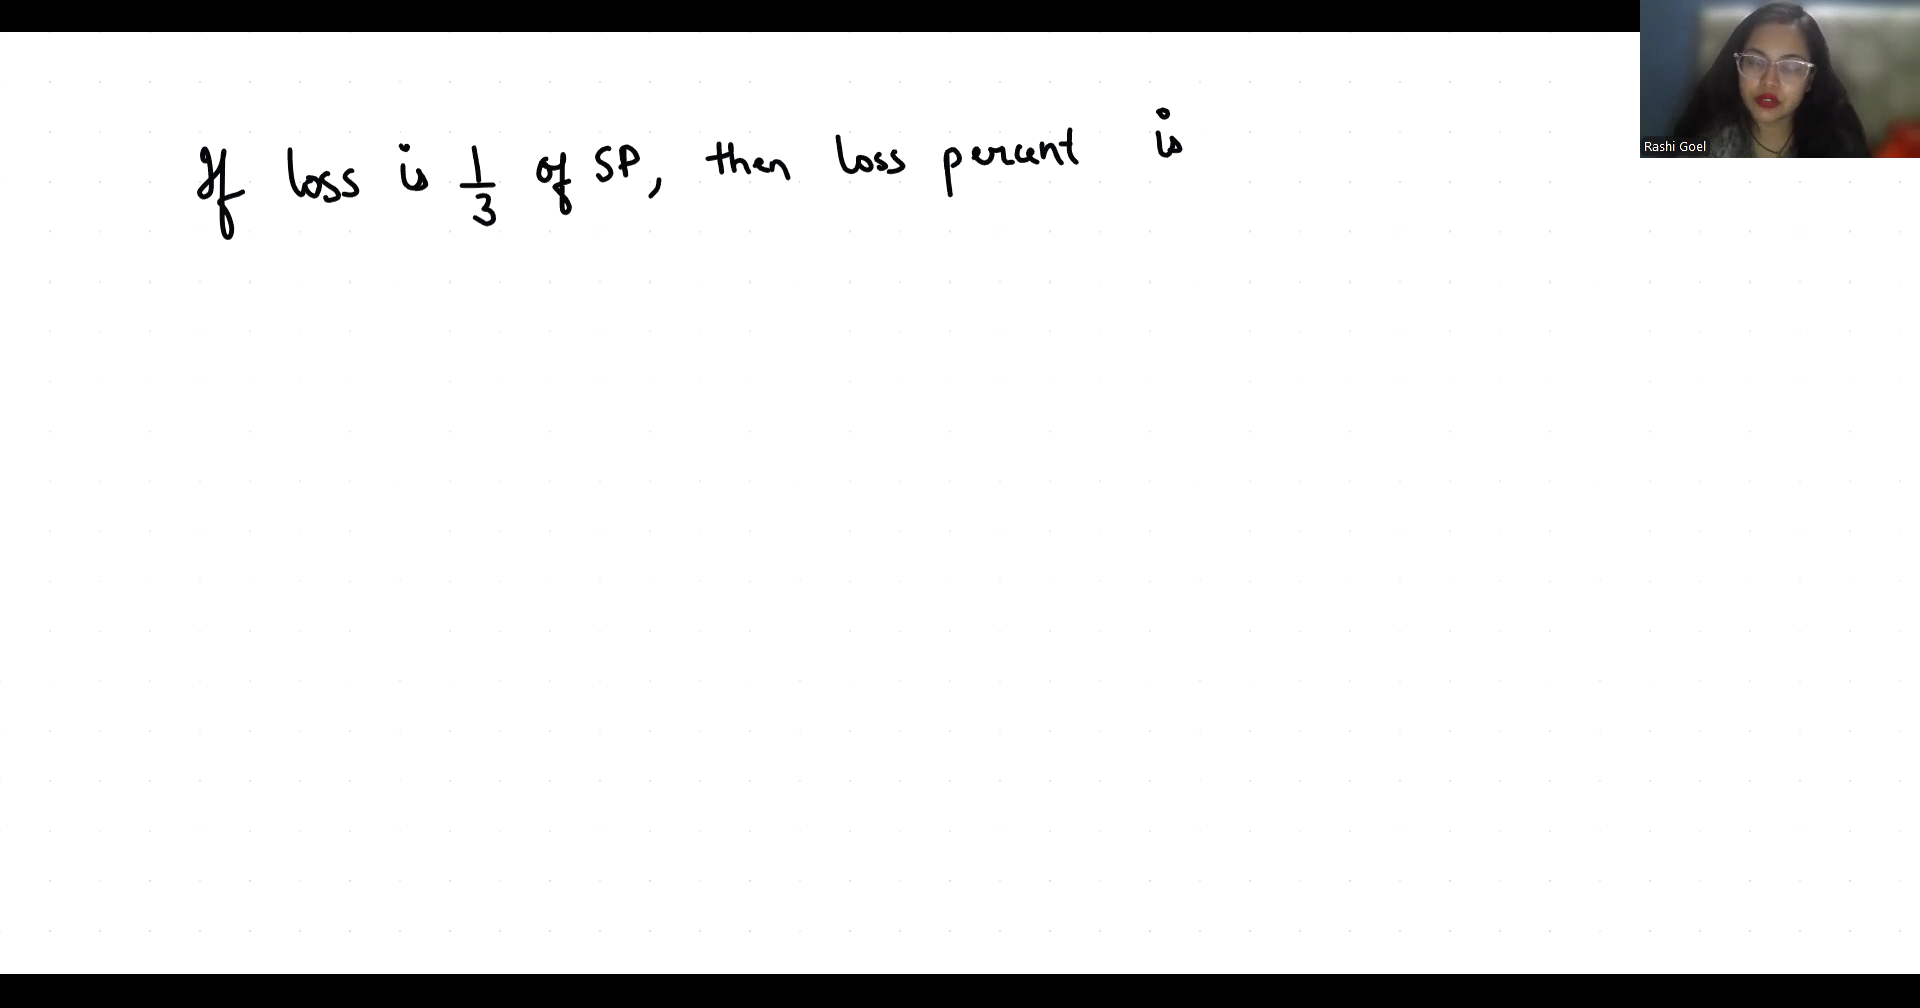 If loss is 1/3 of SP, then loss percent is
Rashi Goel